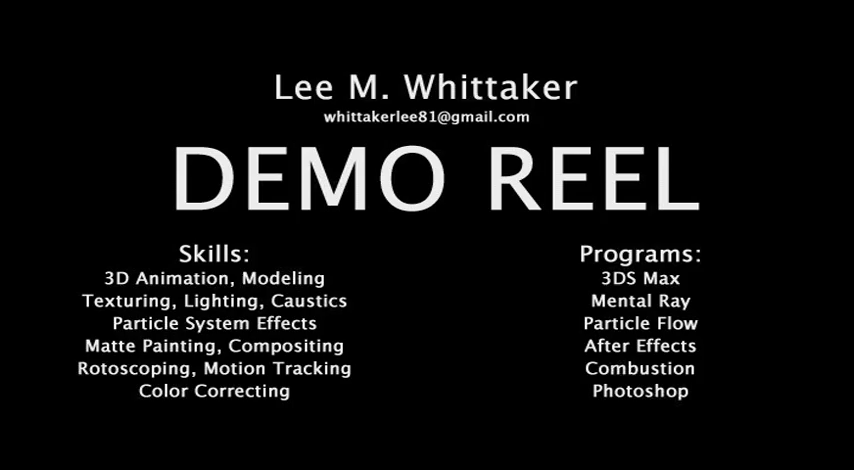 Lee M. Whittaker
whittakerlee81@gmail.com
DEMO REEL
Skills:
3D Animation, Modeling
Texturing, Lighting, Caustics
Particle System Effects
Matte Painting, Compositing
Rotoscoping, Motion Tracking
Color Correcting
Programs:
3DS Max
Mental Ray
Particle Flow
After Effects
Combustion
Photoshop